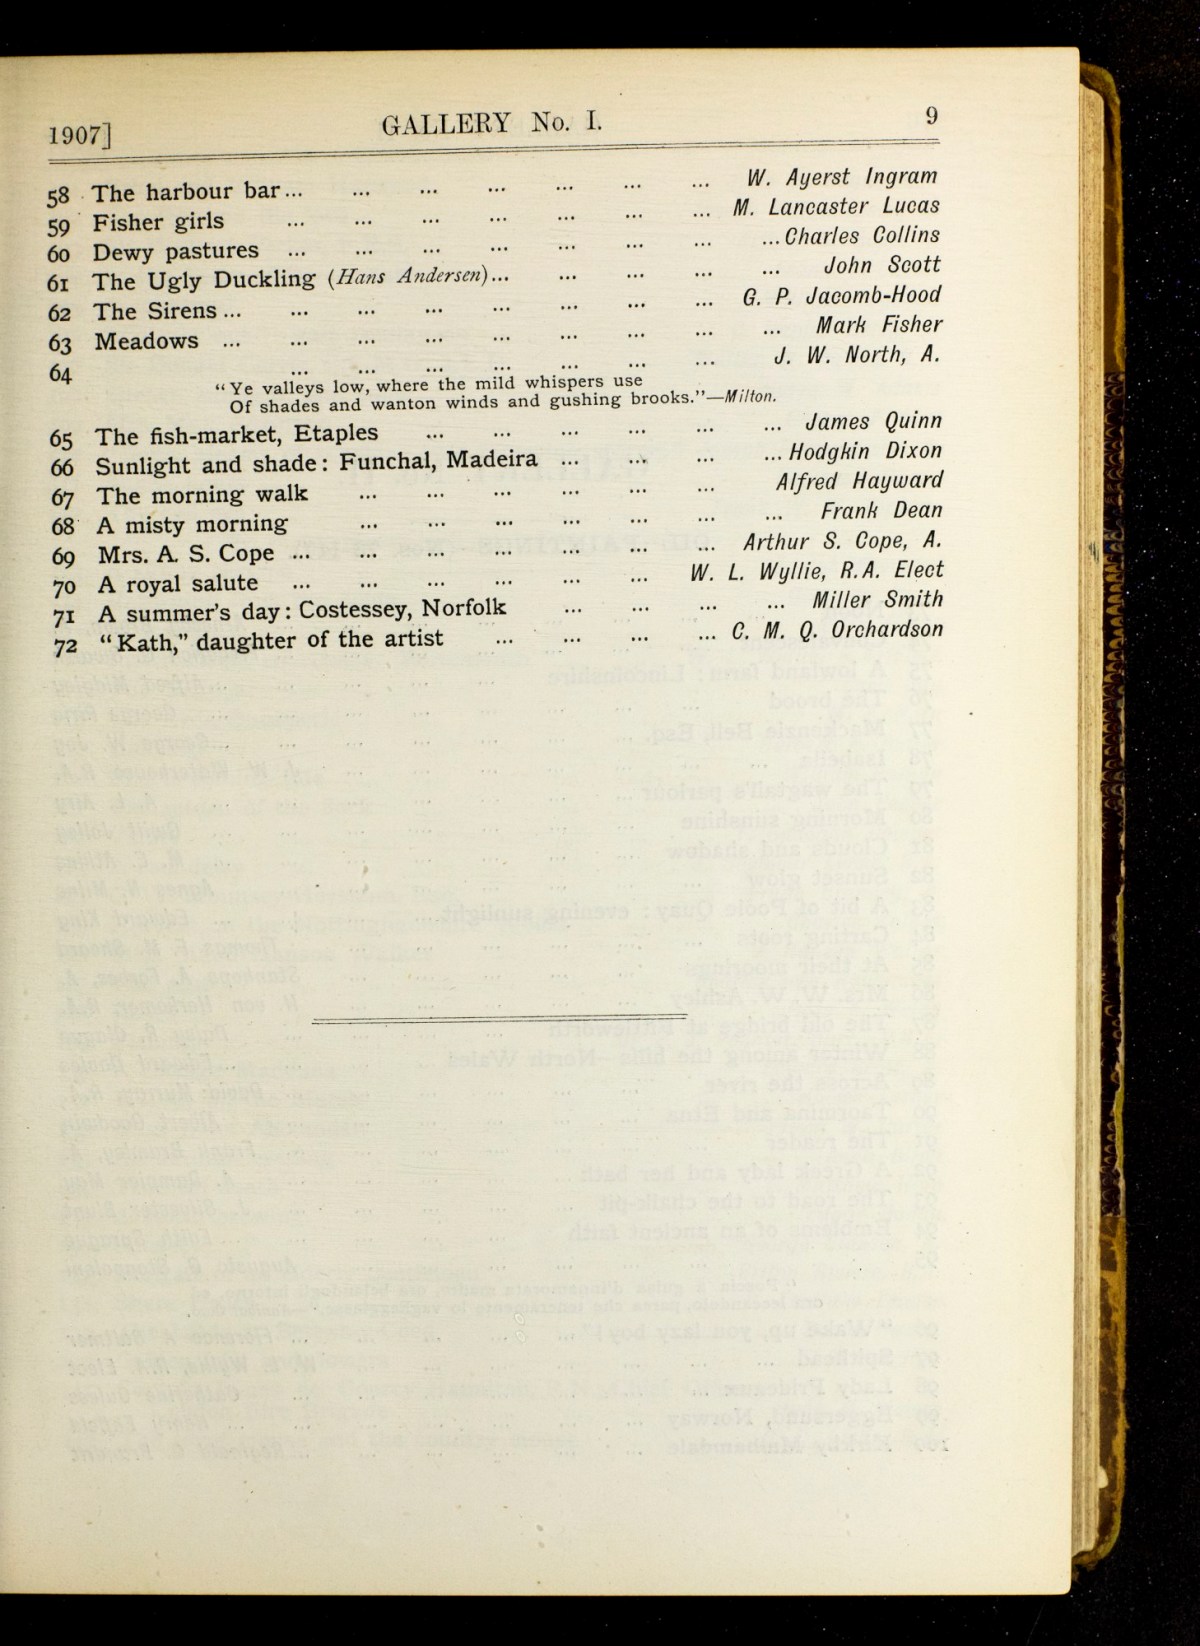 1907] GALLERY No. I. 9
58 The harbour bar... ... ... ... ... ... ... W. Ayerst Ingram
59 Fisher girls ... ... ... ... ... ... ... M. Lancaster Lucas
60 Dewy pastures ... ... ... ... ... ... ... ...Charles Collins
61 The Ugly Duckling (Hans Andersen)... ... ... ... ... John Scott
62 The Sirens... ... ... ... ... ... ... ... G. P. Jacomb-Hood
63 Meadows ... ... ... ... ... ... ... ... ... Mark Fisher
64 ... ... ... ... ... ... ... J. W. North, A.
"Ye valleys low, where the mild whispers use
Of shades and wanton winds and gushing brooks."—Milton.
65 The fish-market, Etaples ... ... ... ... ... ... James Quinn
66 Sunlight and shade: Funchal, Madeira ... ... ... ...Hodgkin Dixon
67 The morning walk ... ... ... ... ... ... Alfred Hayward
68 A misty morning ... ... ... ... ... ... ... Frank Dean
69 Mrs. A. S. Cope ... ... ... ... ... ... ... Arthur S. Cope, A.
70 A royal salute ... ... ... ... ... ... W. L. Wyllie, R.A. Elect
71 A summer's day: Costessey, Norfolk ... ... ... ... Miller Smith
72 "Kath," daughter of the artist ... ... ... ... C. M. Q. Orchardson